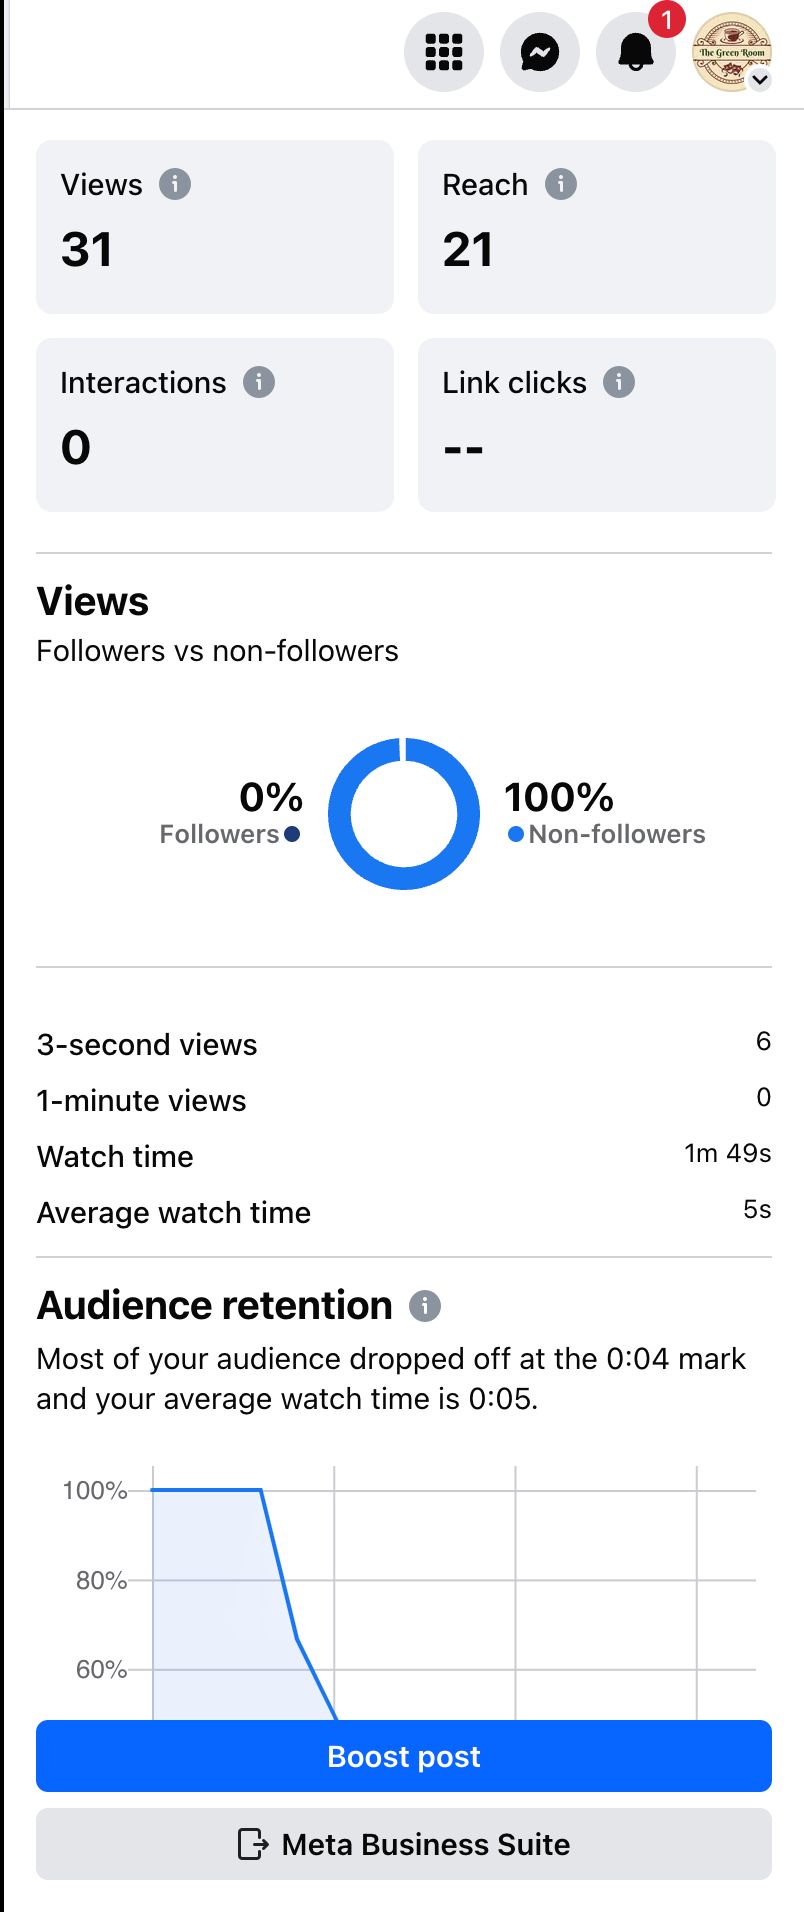 1
The Green Room
Views
31
Reach
21
Interactions
0
Link clicks
--
Views
Followers vs non-followers
0%
Followers
100%
Non-followers
3-second views 6
1-minute views 0
Watch time 1m 49s
Average watch time 5s
Audience retention
Most of your audience dropped off at the 0:04 mark
and your average watch time is 0:05.
100%
80%
60%
Boost post
Meta Business Suite